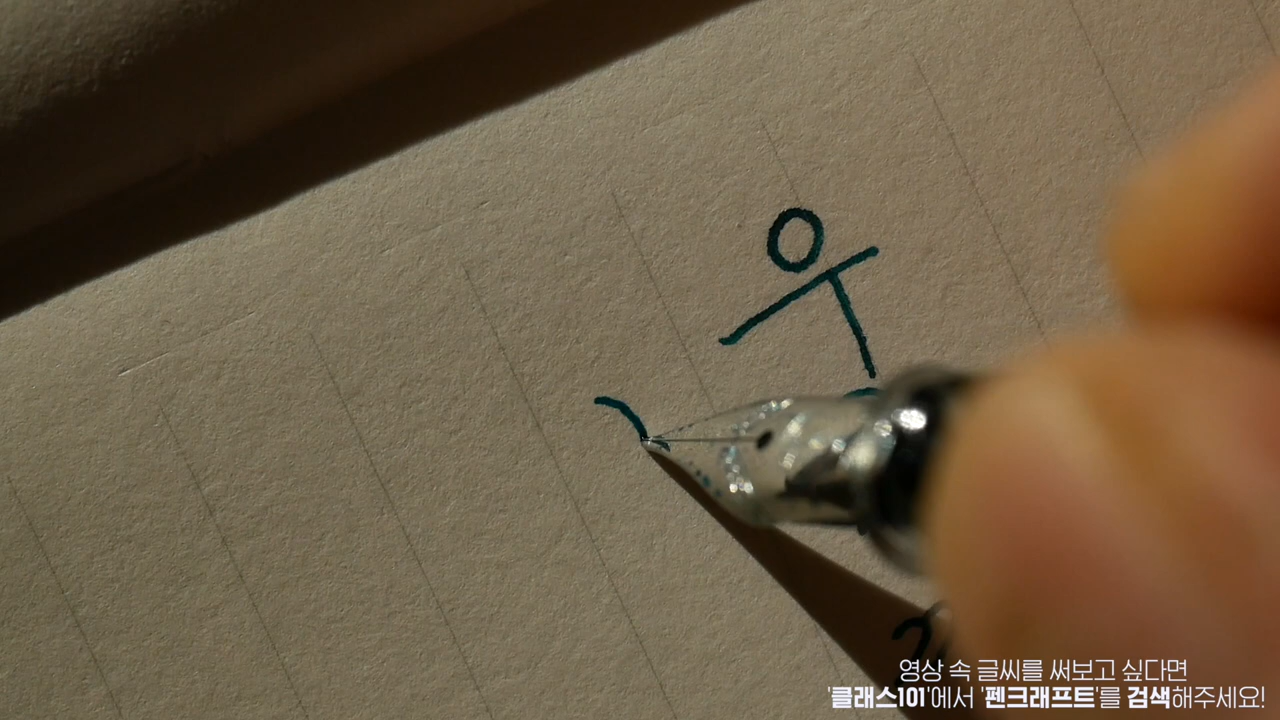 우
영상 속 글씨를 써보고 싶다면
'클래스101'에서 '펜크래프트'를 검색해주세요!